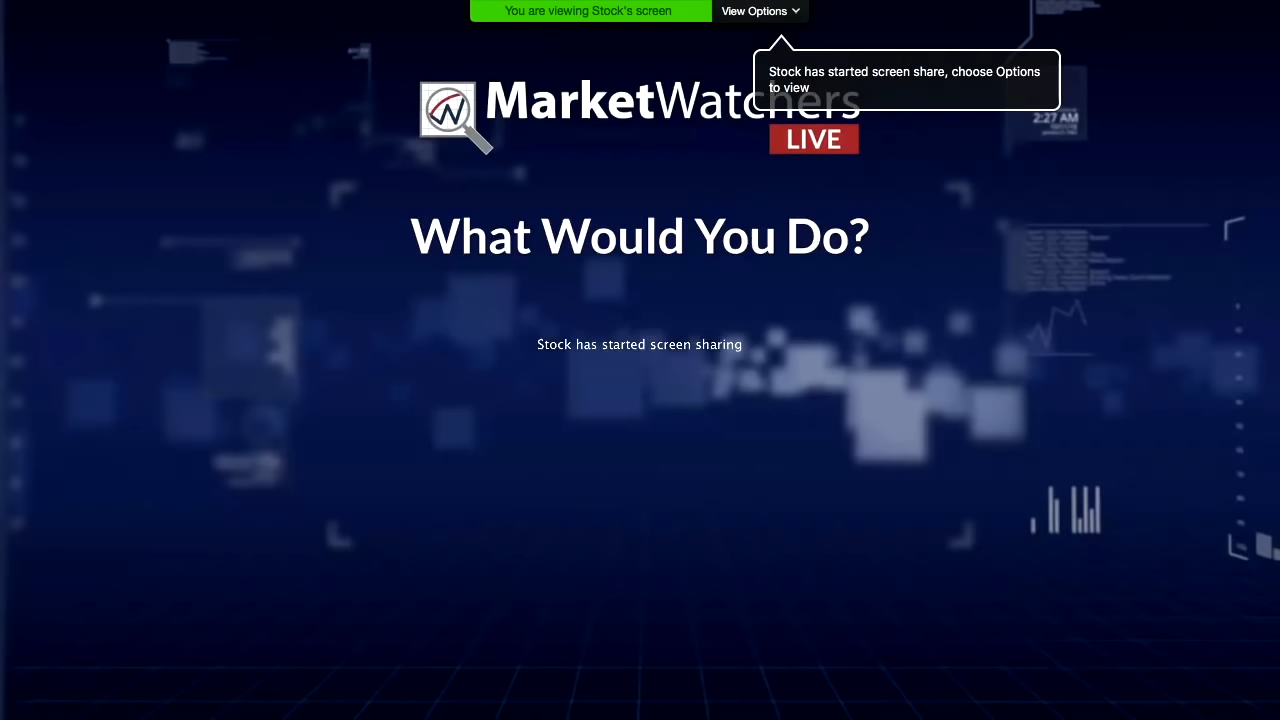 You are viewing Stock's screen
View Options
Stock has started screen share, choose Options
to view
MarketWatchers
LIVE
2:27 AM
What Would You Do?
Stock has started screen sharing